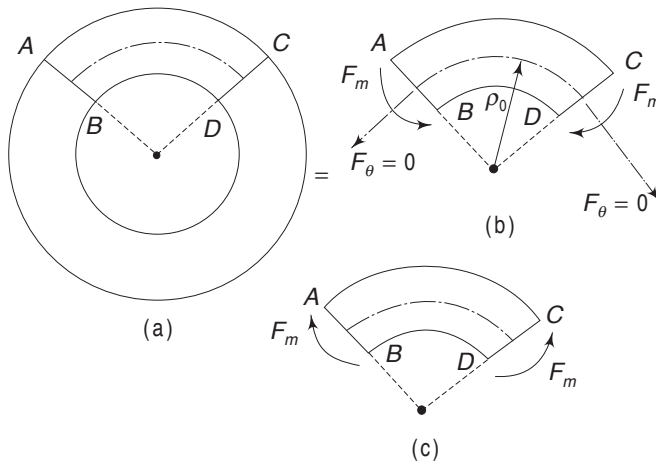 A
C
B
D
(a)
=
A
C
F_m
F_m
B
D
ρ_0
F_θ = 0
F_θ = 0
(b)
A
C
B
D
F_m
F_m
(c)